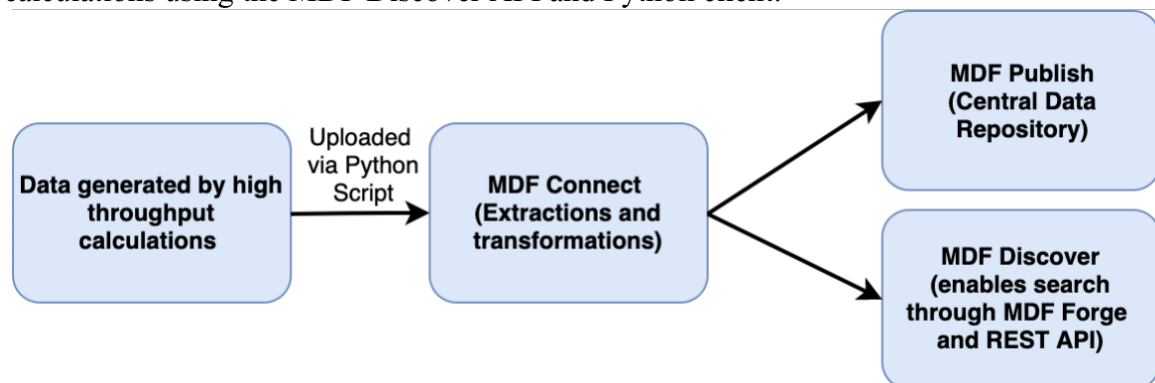 calculations using the MDF Discover API and Python client.
Data generated by high
throughput
calculations
Uploaded
via Python
Script
MDF Connect
(Extractions and
transformations)
MDF Publish
(Central Data
Repository)
MDF Discover
(enables search
through MDF Forge
and REST API)